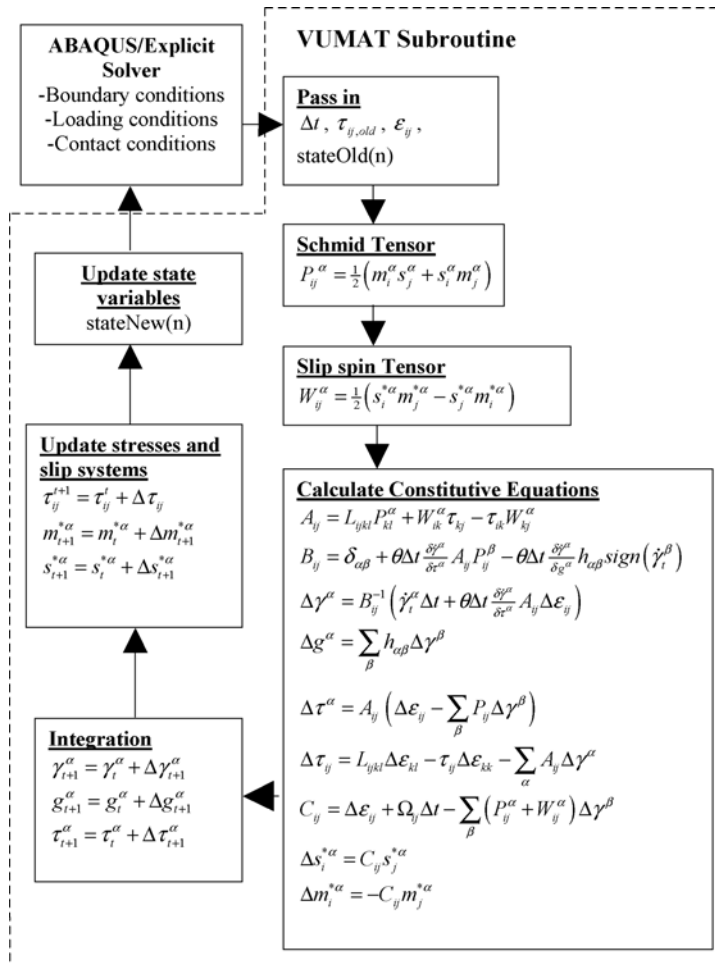 ABAQUS/Explicit
Solver
-Boundary conditions
-Loading conditions
-Contact conditions
VUMAT Subroutine
Pass in
Δt , τ_{ij,old} , ε_{ij} ,
stateOld(n)
Schmid Tensor
P_{ij}^α = ½(m_i^α s_j^α + s_i^α m_j^α)
Slip spin Tensor
W_{ij}^α = ½(s_i^{*α} m_j^{*α} − s_j^{*α} m_i^{*α})
Calculate Constitutive Equations
A_{ij} = L_{ijkl} P_{kl}^α + W_{ik}^α τ_{kj} − τ_{ik} W_{kj}^α
B_{ij} = δ_{αβ} + θΔt (δγ̇^α/δτ^α) A_{ij} P_{ij}^β − θΔt (δγ̇^α/δg^α) h_{αβ} sign(γ̇_t^β)
Δγ^α = B_{ij}^{-1}(γ̇_t^α Δt + θΔt (δγ̇^α/δτ^α) A_{ij} Δε_{ij})
Δg^α = ∑_β h_{αβ} Δγ^β
Δτ^α = A_{ij}(Δε_{ij} − ∑_β P_{ij} Δγ^β)
Δτ_{ij} = L_{ijkl} Δε_{kl} − τ_{ij} Δε_{kk} − ∑_α A_{ij} Δγ^α
C_{ij} = Δε_{ij} + Ω_{ij} Δt − ∑_β (P_{ij}^α + W_{ij}^α) Δγ^β
Δs_i^{*α} = C_{ij} s_j^{*α}
Δm_i^{*α} = −C_{ij} m_j^{*α}
Integration
γ_{t+1}^α = γ_t^α + Δγ_{t+1}^α
g_{t+1}^α = g_t^α + Δg_{t+1}^α
τ_{t+1}^α = τ_t^α + Δτ_{t+1}^α
Update stresses and
slip systems
τ_{ij}^{t+1} = τ_{ij}^t + Δτ_{ij}
m_{t+1}^{*α} = m_t^{*α} + Δm_{t+1}^{*α}
s_{t+1}^{*α} = s_t^{*α} + Δs_{t+1}^{*α}
Update state
variables
stateNew(n)